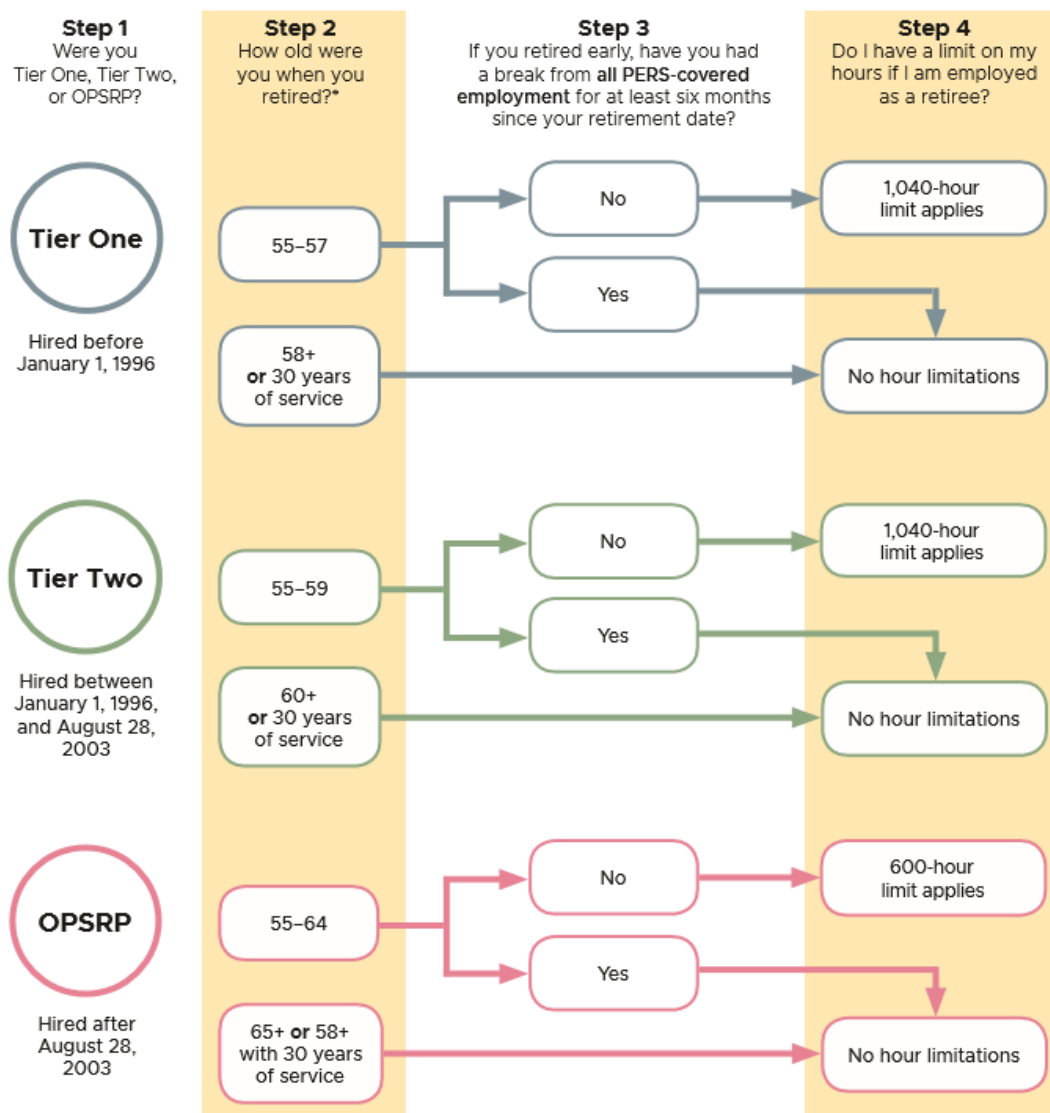 Step 1
Were you
Tier One, Tier Two,
or OPSRP?
Step 2
How old were
you when you
retired?*
Step 3
If you retired early, have you had
a break from all PERS-covered
employment for at least six months
since your retirement date?
Step 4
Do I have a limit on my
hours if I am employed
as a retiree?
Tier One
Hired before
January 1, 1996
55–57
No
1,040-hour
limit applies
Yes
58+
or 30 years
of service
No hour limitations
Tier Two
Hired between
January 1, 1996,
and August 28,
2003
55–59
No
1,040-hour
limit applies
Yes
60+
or 30 years
of service
No hour limitations
OPSRP
Hired after
August 28,
2003
55–64
No
600-hour
limit applies
Yes
65+ or 58+
with 30 years
of service
No hour limitations